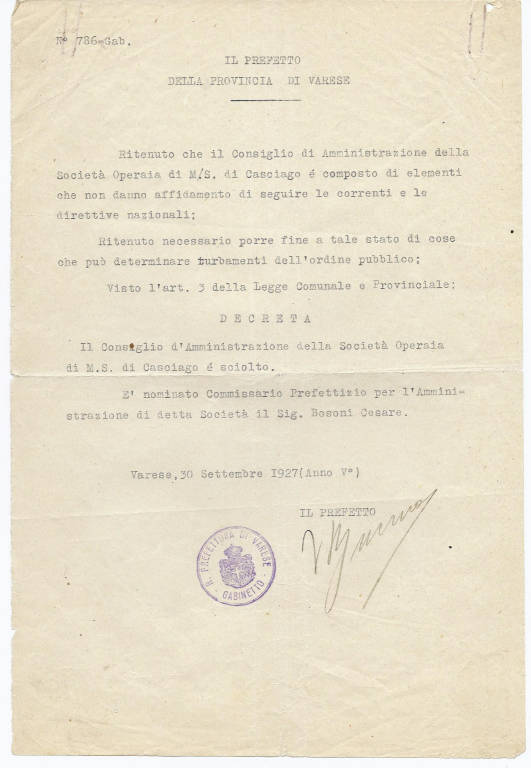 N° 786=Gab.
IL PREFETTO
DELLA PROVINCIA DI VARESE
Ritenuto che il Consiglio di Amministrazione della
Società Operaia di M/S. di Casciago é composto di elementi
che non danno affidamento di seguire le correnti e le
direttive nazionali;
Ritenuto necessario porre fine a tale stato di cose
che può determinare turbamenti dell'ordine pubblico;
Visto l'art. 3 della Legge Comunale e Provinciale;
D E C R E T A
Il Consiglio d'Amministrazione della Società Operaia
di M.S. di Casciago é sciolto.
E' nominato Commissario Prefettizio per l'Ammini=
strazione di detta Società il Sig. Bosoni Cesare.
Varese,30 Settembre 1927(Anno V°)
IL PREFETTO
R. PREFETTURA DI VARESE
GABINETTO